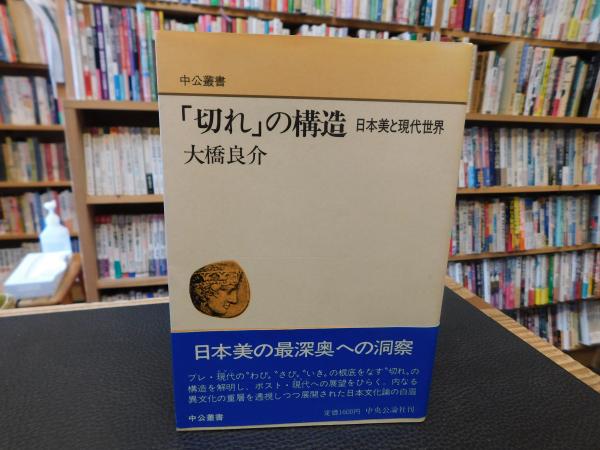 中公叢書
「切れ」の構造 日本美と現代世界
大橋良介
日本美の最深奥への洞察
プレ・現代の〝わび〟〝さび〟〝いき〟の根底をなす〝切れ〟の
構造を解明し、ポスト・現代への展望をひらく。内なる
異文化の重層を透視しつつ展開された日本文化論の白眉
中公叢書
定価1600円 中央公論社刊